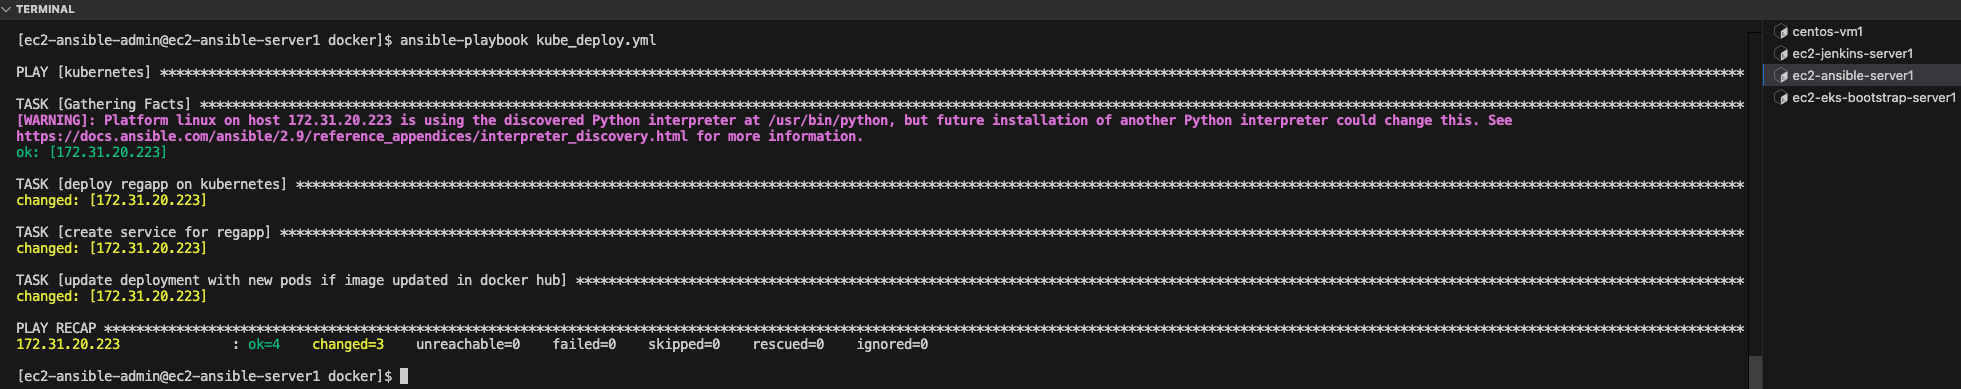 TERMINAL
[ec2-ansible-admin@ec2-ansible-server1 docker]$ ansible-playbook kube_deploy.yml
PLAY [kubernetes] ****************************************************************************************************
TASK [Gathering Facts] ****************************************************************************************************
[WARNING]: Platform linux on host 172.31.20.223 is using the discovered Python interpreter at /usr/bin/python, but future installation of another Python interpreter could change this. See
https://docs.ansible.com/ansible/2.9/reference_appendices/interpreter_discovery.html for more information.
ok: [172.31.20.223]
TASK [deploy regapp on kubernetes] ****************************************************************************************************
changed: [172.31.20.223]
TASK [create service for regapp] ****************************************************************************************************
changed: [172.31.20.223]
TASK [update deployment with new pods if image updated in docker hub] ****************************************************************************************************
changed: [172.31.20.223]
PLAY RECAP ****************************************************************************************************
172.31.20.223 : ok=4 changed=3 unreachable=0 failed=0 skipped=0 rescued=0 ignored=0
[ec2-ansible-admin@ec2-ansible-server1 docker]$
centos-vm1
ec2-jenkins-server1
ec2-ansible-server1
ec2-eks-bootstrap-server1